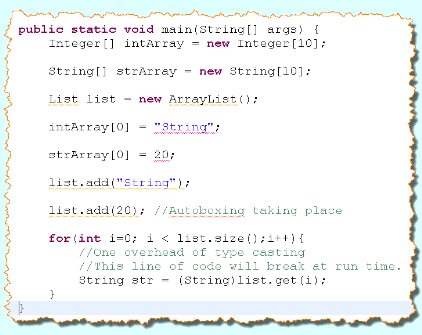 public static void main(String[] args) {
Integer[] intArray = new Integer[10];
String[] strArray = new String[10];
List list = new ArrayList();
intArray[0] = "String";
strArray[0] = 20;
list.add("String");
list.add(20); //Autoboxing taking place
for(int i=0; i < list.size();i++){
//One overhead of type casting
//This line of code will break at run time.
String str = (String)list.get(i);
}
}